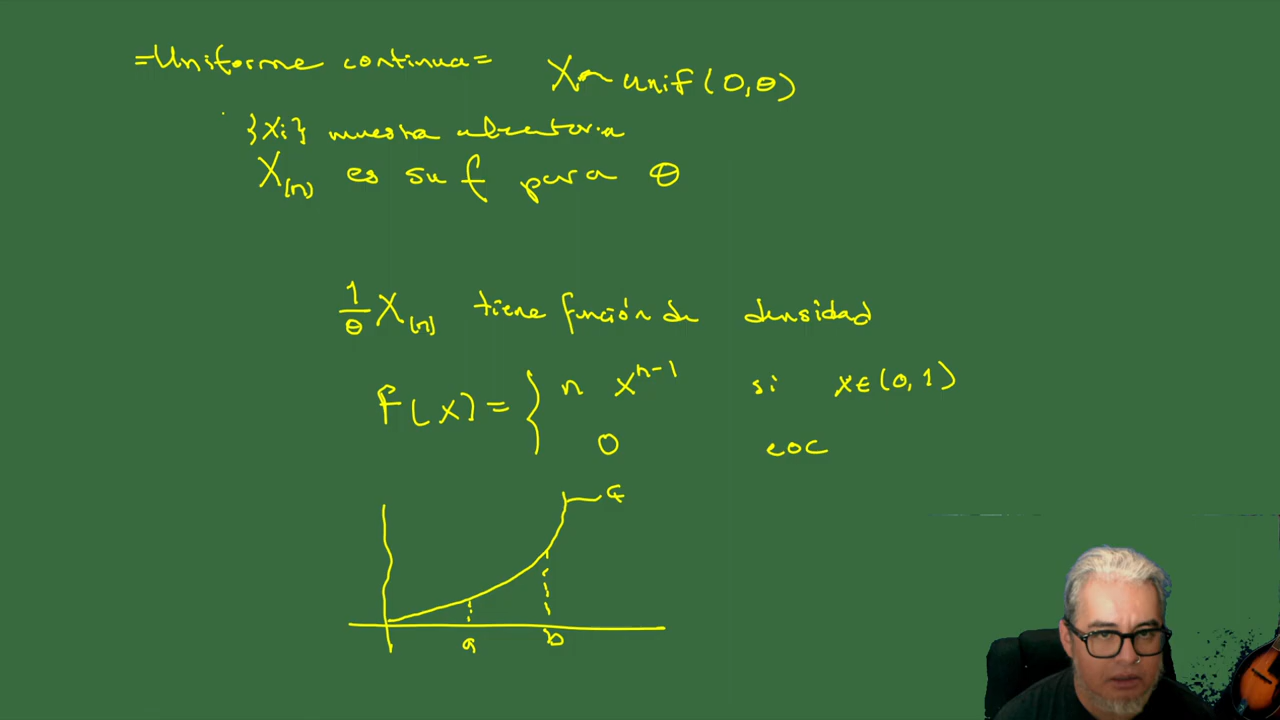 =Uniforme continua= X~unif(0,θ)
{Xi} muestra aleatoria
X(n) es suf para θ
1/θ X(n) tiene función de densidad
f(x)= { n x^n-1 si x∈(0,1)
0 eoc
a b